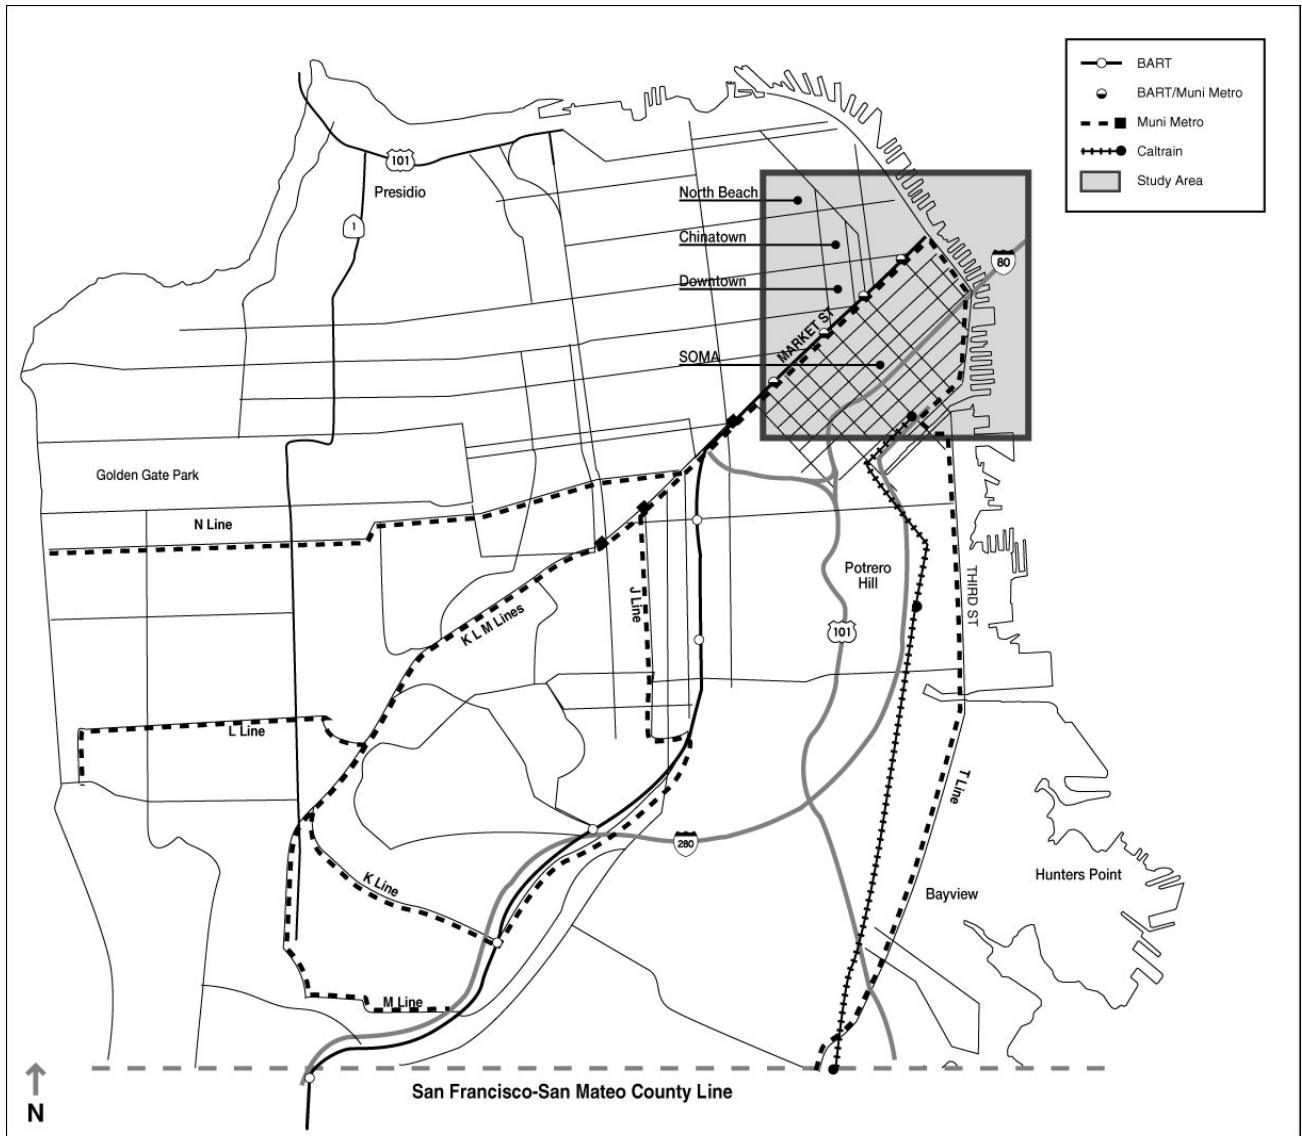 BART
BART/Muni Metro
Muni Metro
Caltrain
Study Area
101
Presidio
1
North Beach
Chinatown
Downtown
SOMA
MARKET ST
80
Golden Gate Park
N Line
K L M Lines
J Line
Potrero
Hill
101
THIRD ST
L Line
T Line
280
K Line
Hunters Point
Bayview
M Line
N
San Francisco-San Mateo County Line